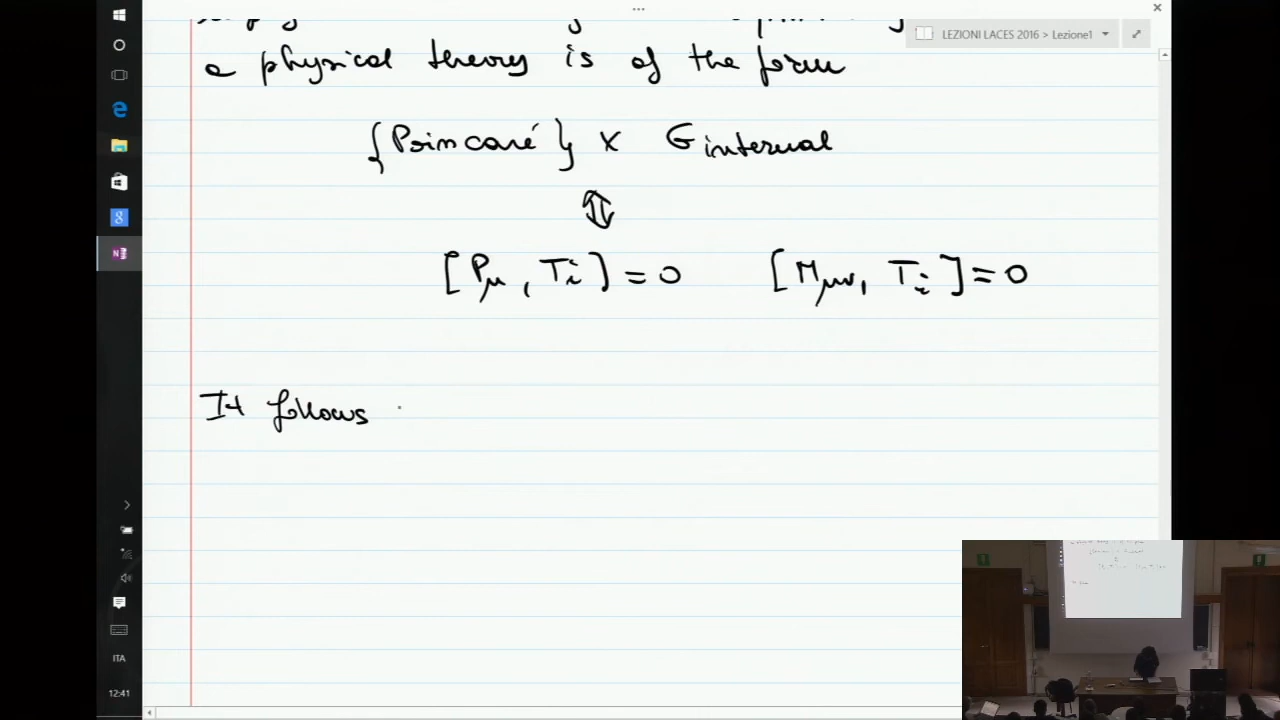 LEZIONI LACES 2016 > Lezione1
a physical theory is of the form
{Poincaré} × G internal
⇕
[Pμ, Ti] = 0 [Mμν, Ti] = 0
It follows
ITA
12:41